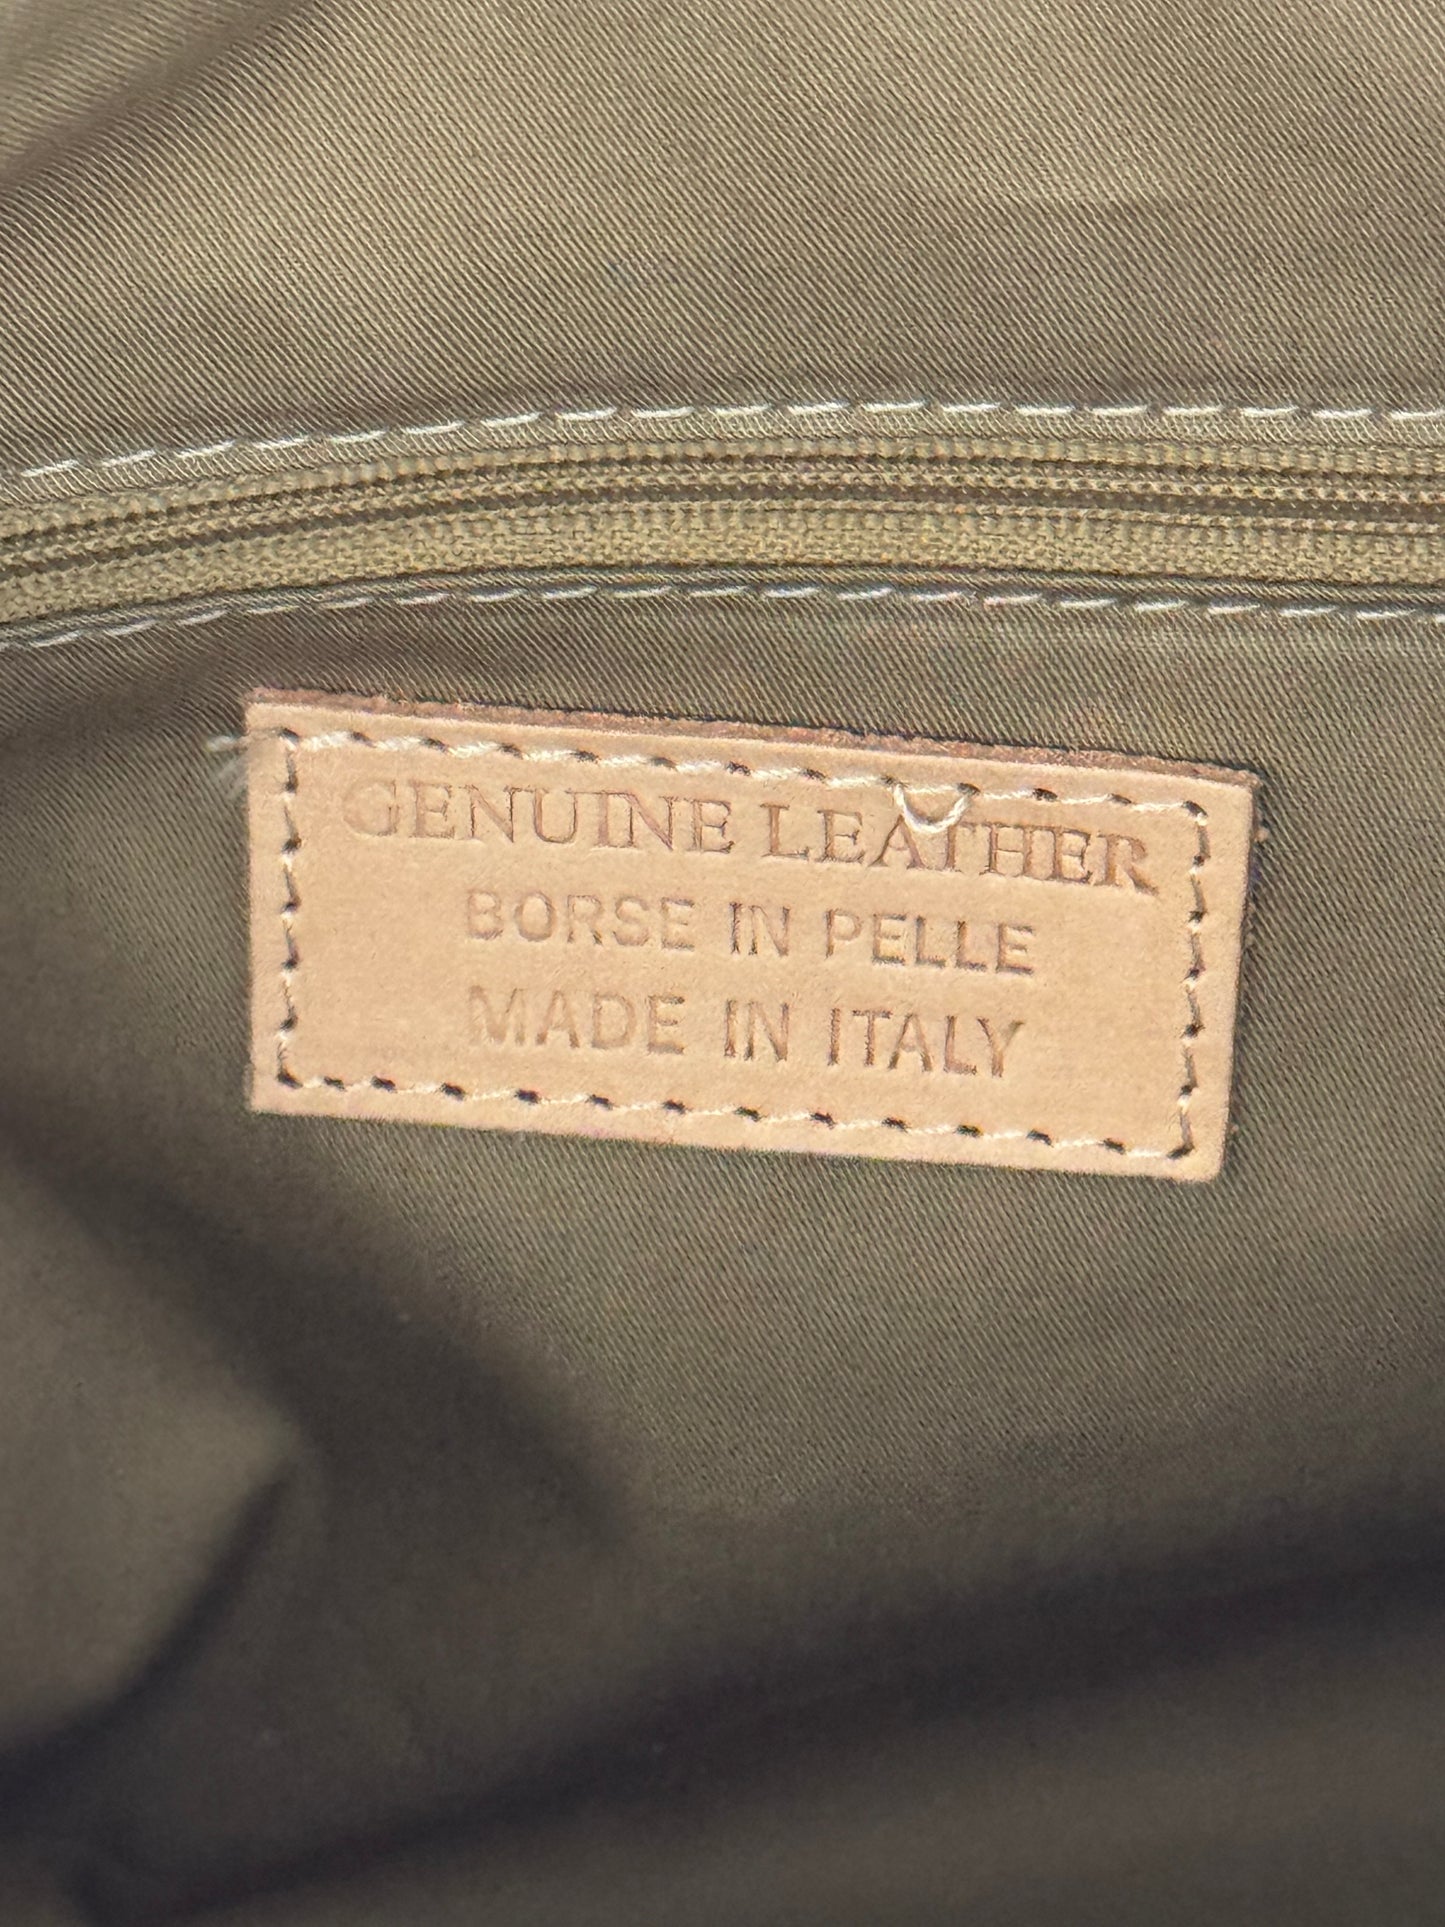 GENUINE LEATHER
BORSE IN PELLE
MADE IN ITALY